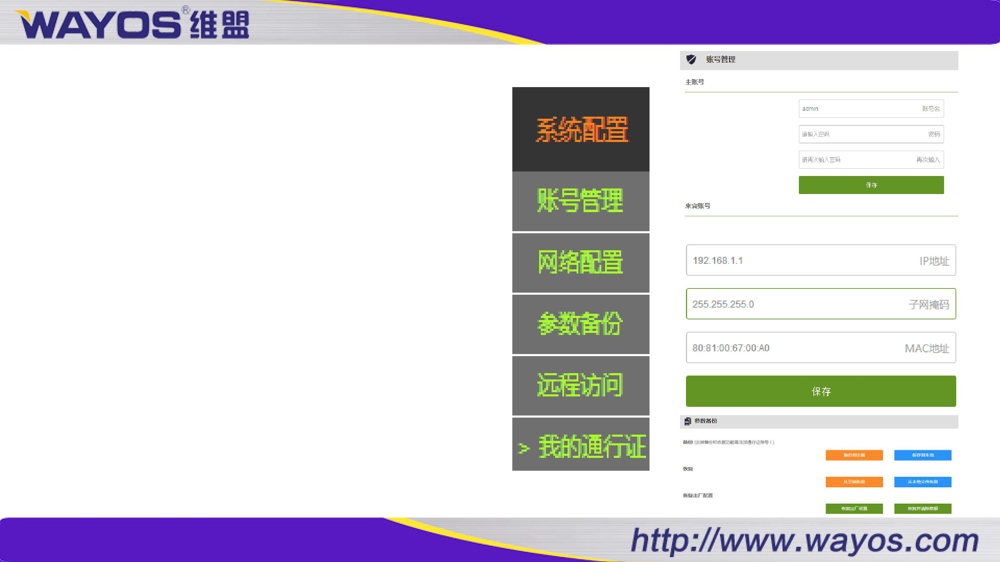 WAYOS®维盟
系统配置
账号管理
网络配置
参数备份
远程访问
> 我的通行证
账号管理
主账号
admin 账号名
请输入密码 密码
请再次输入密码 再次输入
保存
来宾账号
192.168.1.1 IP地址
255.255.255.0 子网掩码
80:81:00:67:00:A0 MAC地址
保存
参数备份
备份 (云端备份和恢复功能需添加通行证账号！)
备份到云端 保存到本地
恢复
从云端恢复 从本地文件恢复
恢复出厂配置
恢复出厂设置 恢复并清除数据
http://www.wayos.com